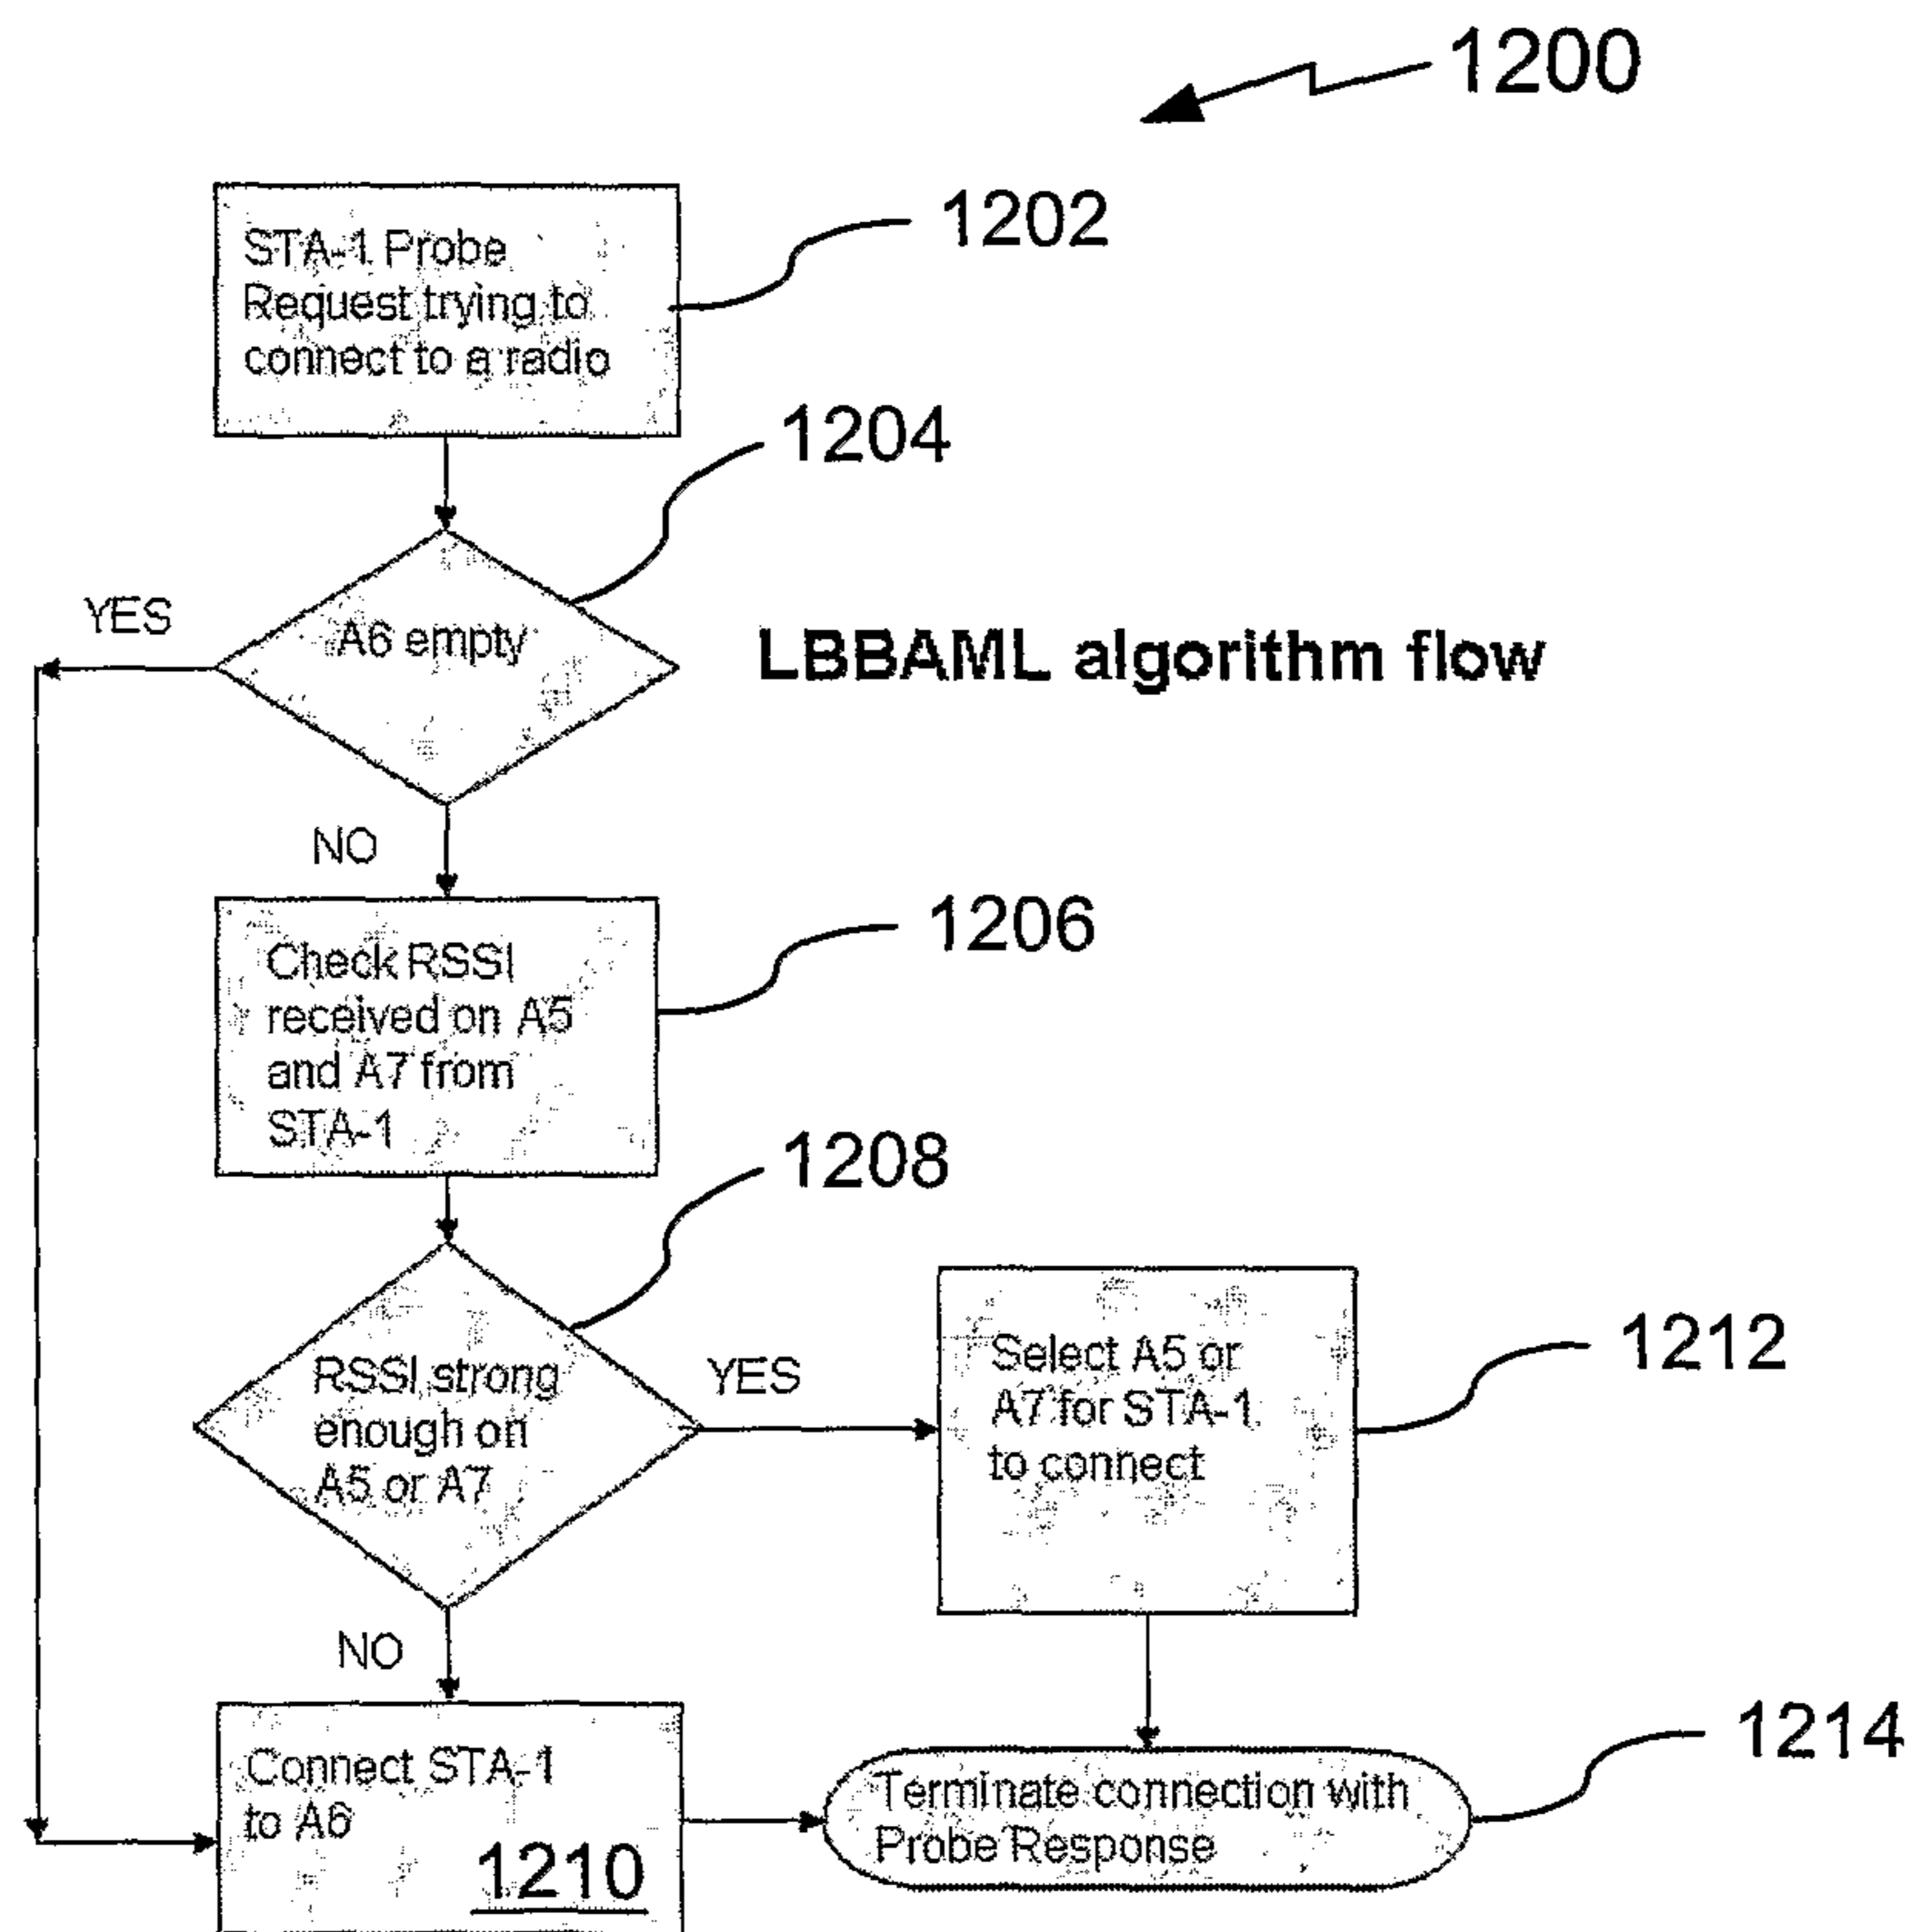 1200
STA-1 Probe
Request trying to
connect to a radio
1202
1204
YES
A6 empty
LBBAML algorithm flow
NO
Check RSSI
received on A5
and A7 from
STA-1
1206
1208
RSSI strong
enough on
A5 or A7
YES
Select A5 or
A7 for STA-1
to connect
1212
NO
Connect STA-1
to A6
1210
Terminate connection with
Probe Response
1214